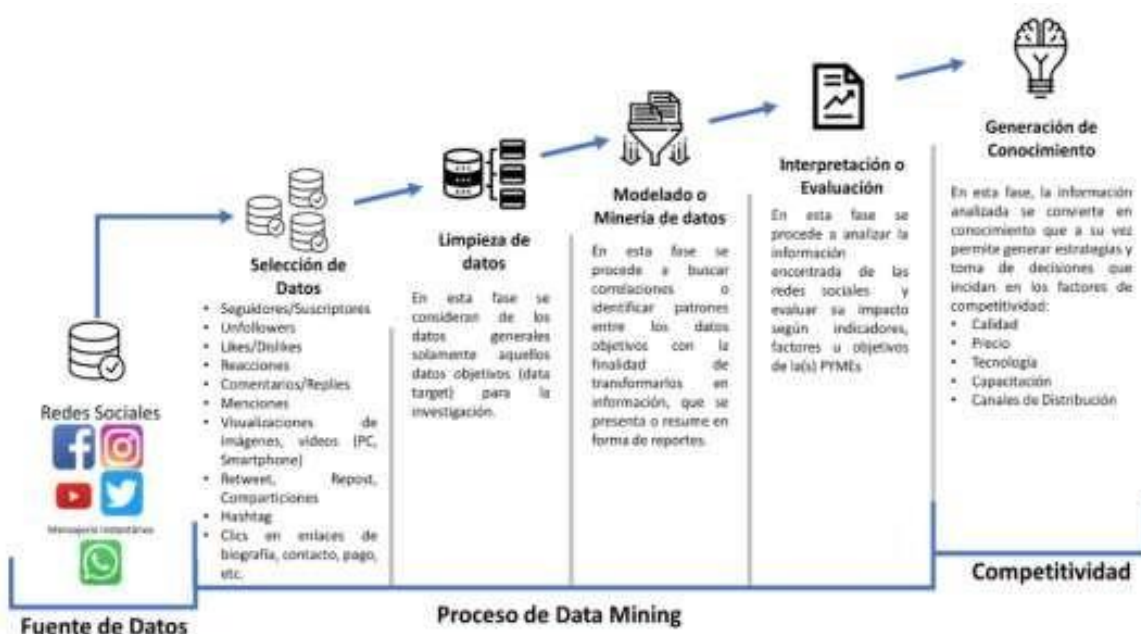 Redes Sociales
Mensajería Instantánea
Fuente de Datos
Selección de
Datos
• Seguidores/Suscriptores
• Unfollowers
• Likes/Dislikes
• Reacciones
• Comentarios/Replies
• Menciones
• Visualizaciones de
imágenes, videos (PC,
Smartphone)
• Retweet, Repost,
Comparticiones
• Hashtag
• Clics en enlaces de
biografía, contacto, pago,
etc.
Limpieza de
datos
En esta fase se
consideran de los
datos generales
solamente aquellos
datos objetivos (data
target) para la
investigación.
Modelado o
Minería de datos
En esta fase se
procede a buscar
correlaciones o
identificar patrones
entre los datos
objetivos con la
finalidad de
transformarlos en
información, que se
presenta o resume en
forma de reportes.
Interpretación o
Evaluación
En esta fase se
procede a analizar la
información
encontrada de las
redes sociales y
evaluar su impacto
según indicadores,
factores u objetivos
de la(s) PYMEs
Proceso de Data Mining
Generación de
Conocimiento
En esta fase, la información
analizada se convierte en
conocimiento que a su vez
permite generar estrategias y
toma de decisiones que
incidan en los factores de
competitividad:
• Calidad
• Precio
• Tecnología
• Capacitación
• Canales de Distribución
Competitividad